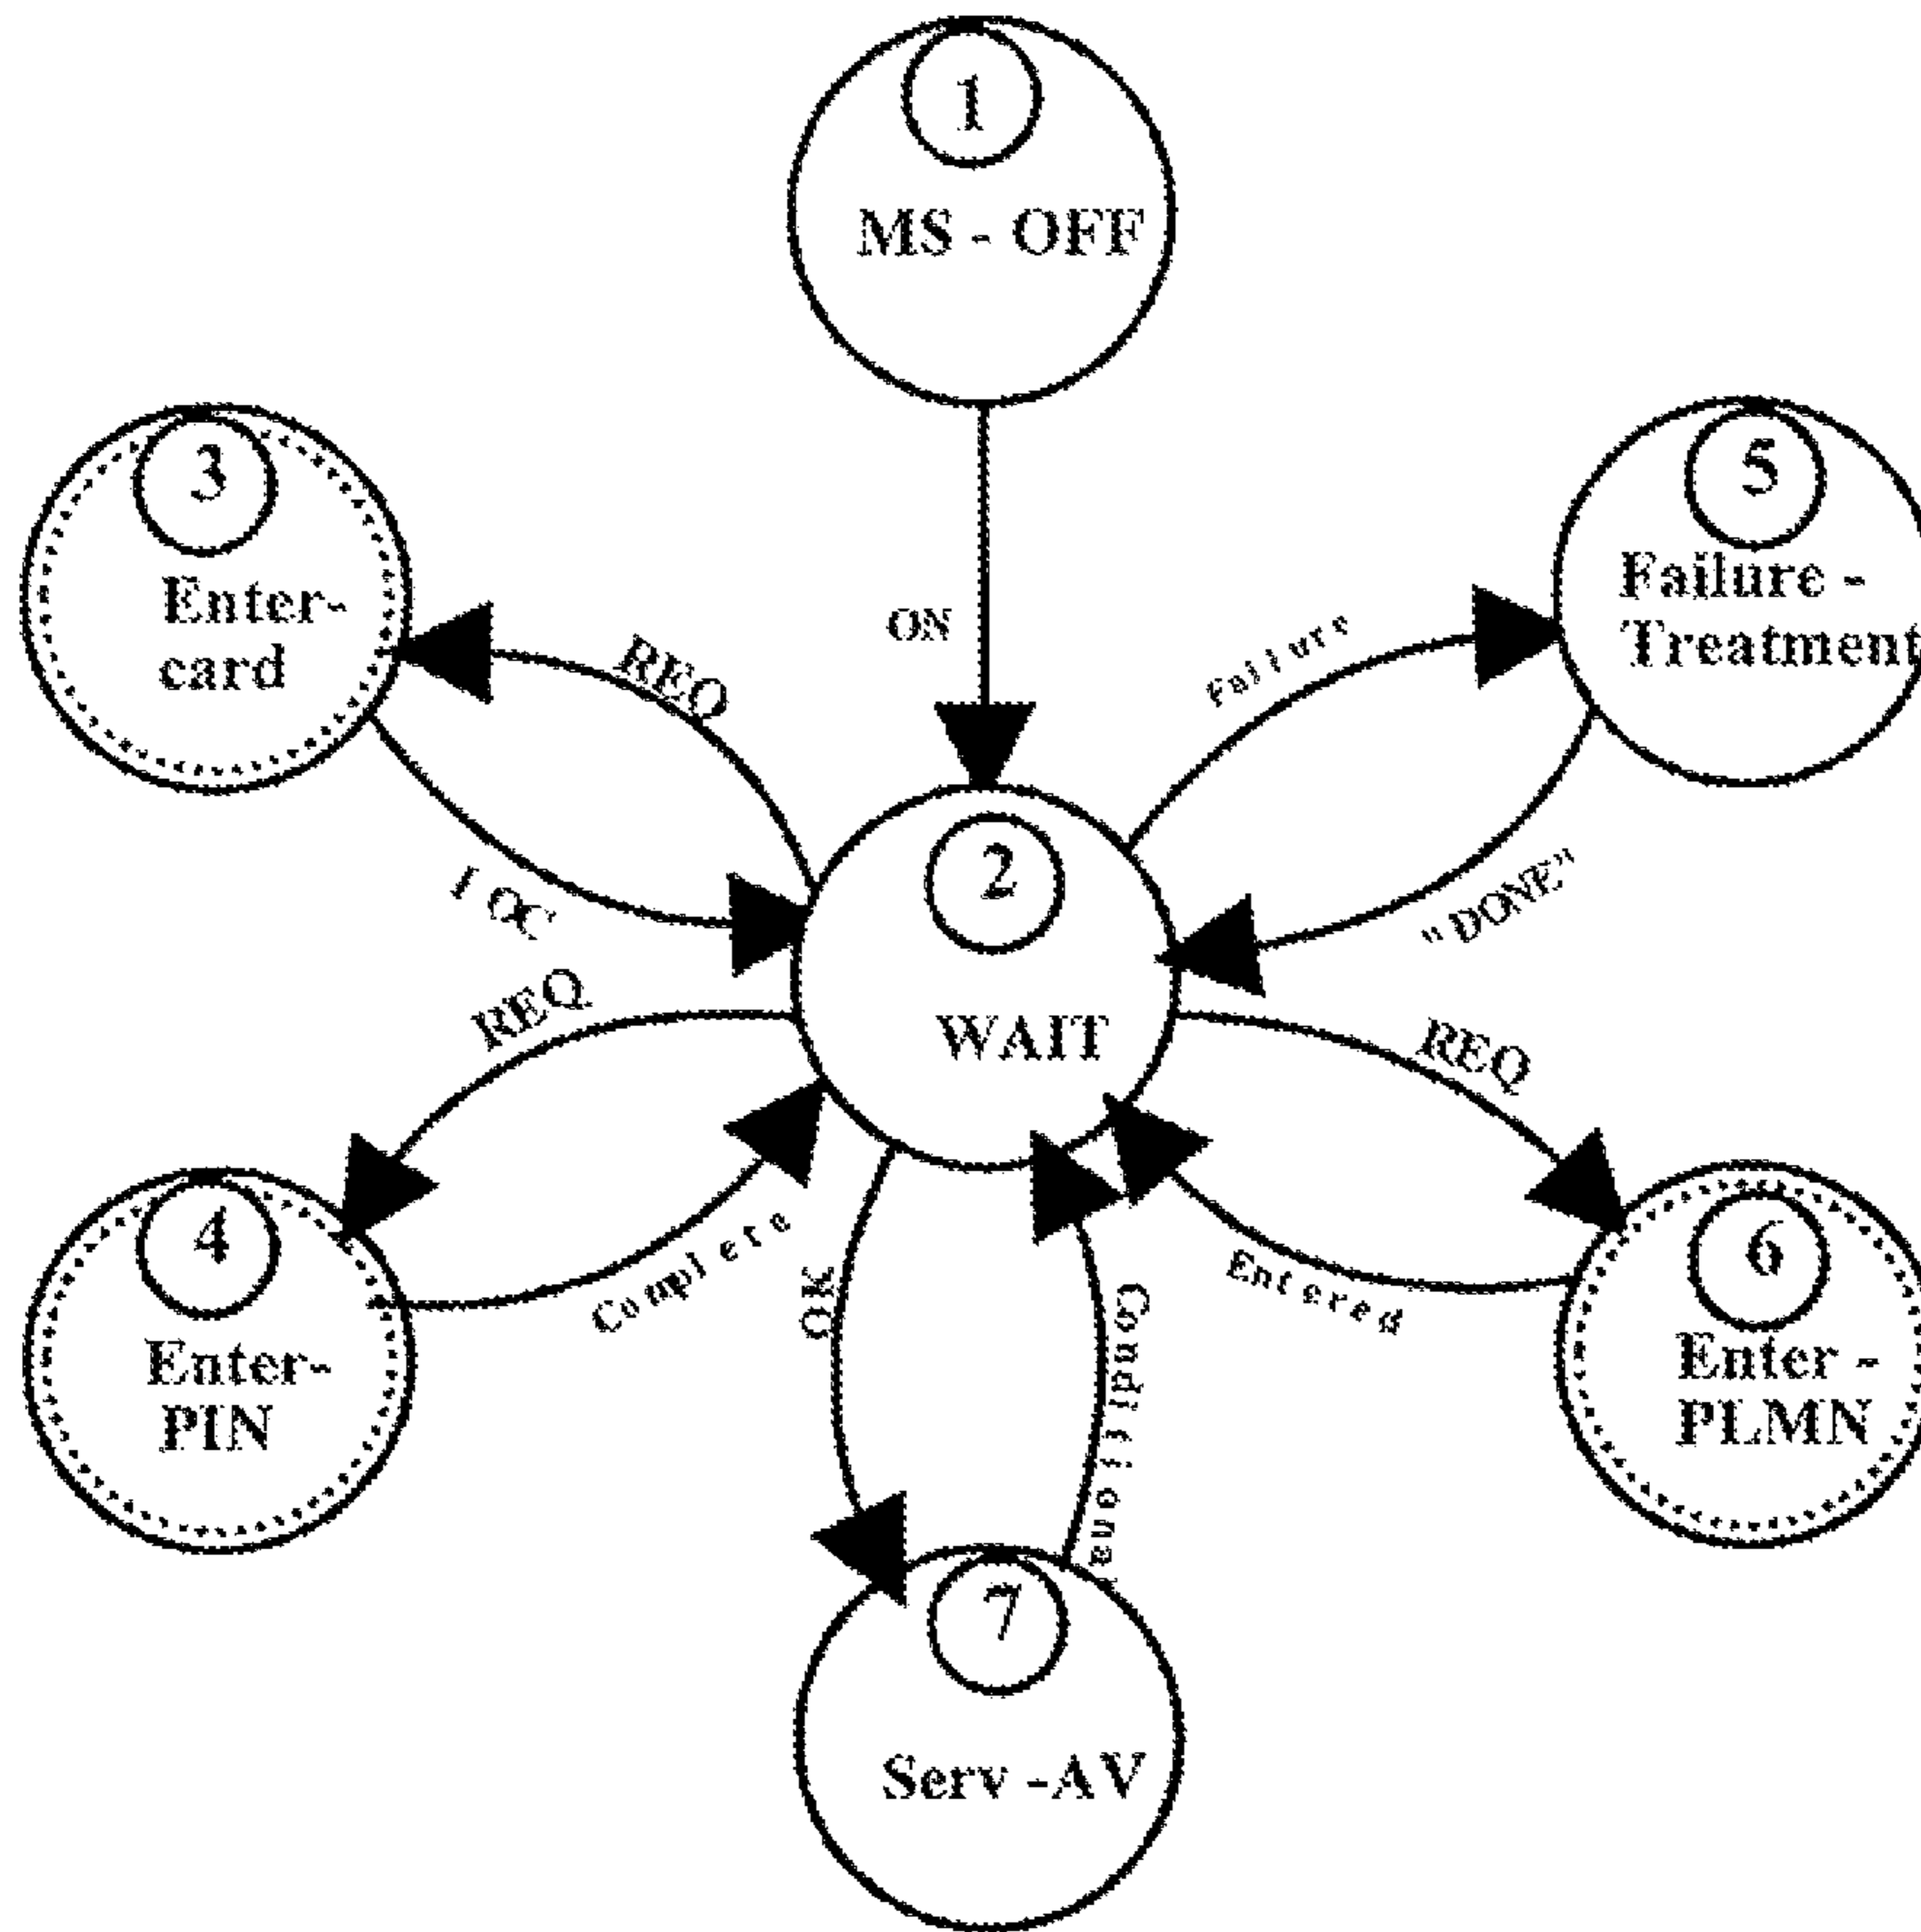 1
MS - OFF
3
Enter-
card
5
Failure -
Treatment
ON
REQ
Failure
2
WAIT
"DONE"
REQ
REQ
4
Enter-
PIN
Complete
OK
Conditional
Entered
6
Enter -
PLMN
7
Serv -AV